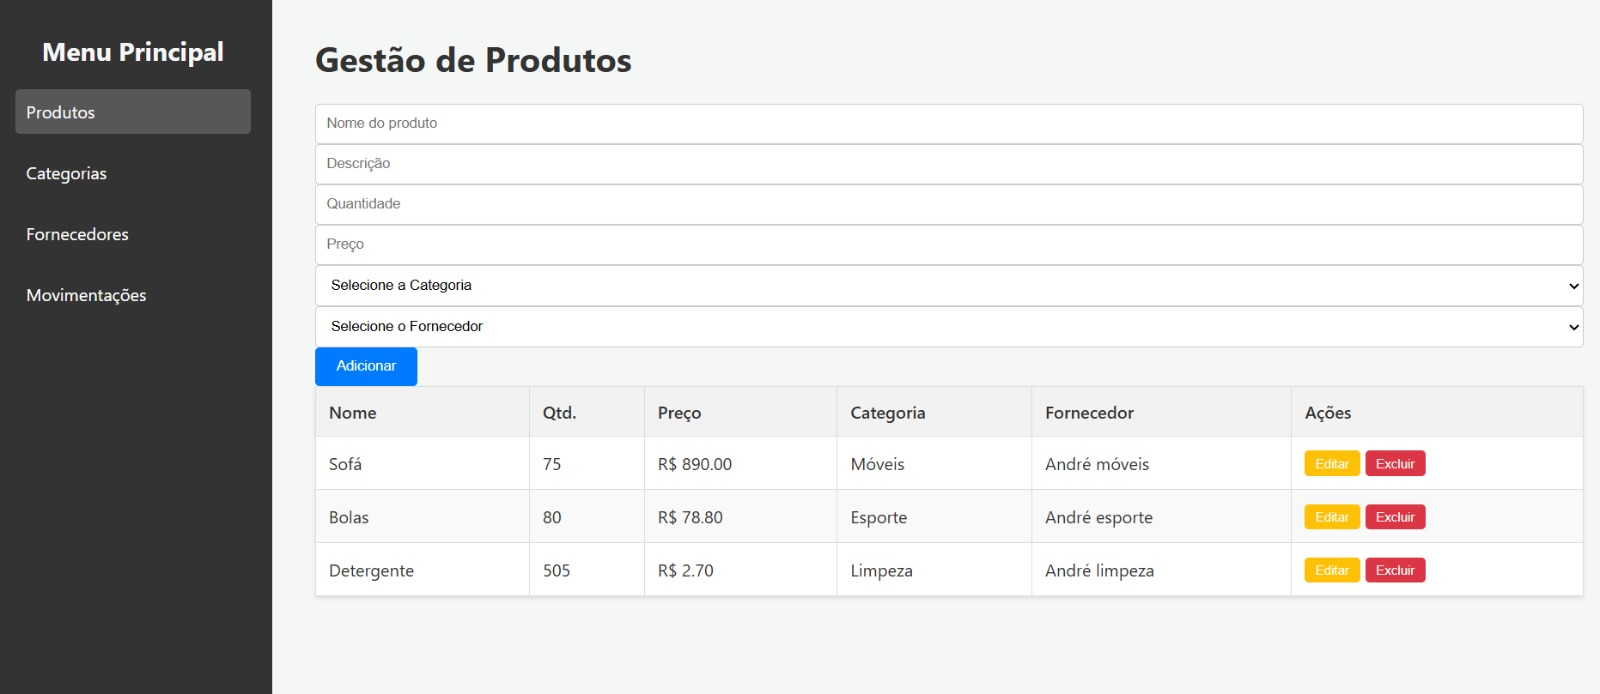 Menu Principal
Produtos
Categorias
Fornecedores
Movimentações
Gestão de Produtos
Nome do produto
Descrição
Quantidade
Preço
Selecione a Categoria
Selecione o Fornecedor
Adicionar
Nome Qtd. Preço Categoria Fornecedor Ações
Sofá 75 R$ 890.00 Móveis André móveis Editar Excluir
Bolas 80 R$ 78.80 Esporte André esporte Editar Excluir
Detergente 505 R$ 2.70 Limpeza André limpeza Editar Excluir